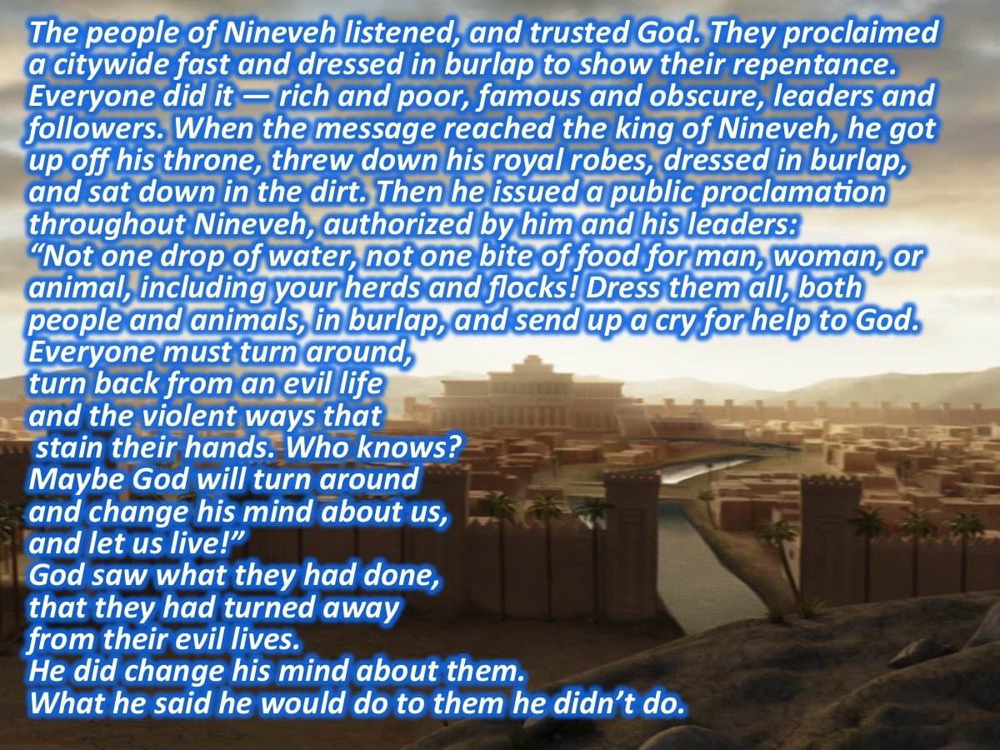 The people of Nineveh listened, and trusted God. They proclaimed
a citywide fast and dressed in burlap to show their repentance.
Everyone did it — rich and poor, famous and obscure, leaders and
followers. When the message reached the king of Nineveh, he got
up off his throne, threw down his royal robes, dressed in burlap,
and sat down in the dirt. Then he issued a public proclamation
throughout Nineveh, authorized by him and his leaders:
“Not one drop of water, not one bite of food for man, woman, or
animal, including your herds and flocks! Dress them all, both
people and animals, in burlap, and send up a cry for help to God.
Everyone must turn around,
turn back from an evil life
and the violent ways that
stain their hands. Who knows?
Maybe God will turn around
and change his mind about us,
and let us live!”
God saw what they had done,
that they had turned away
from their evil lives.
He did change his mind about them.
What he said he would do to them he didn’t do.